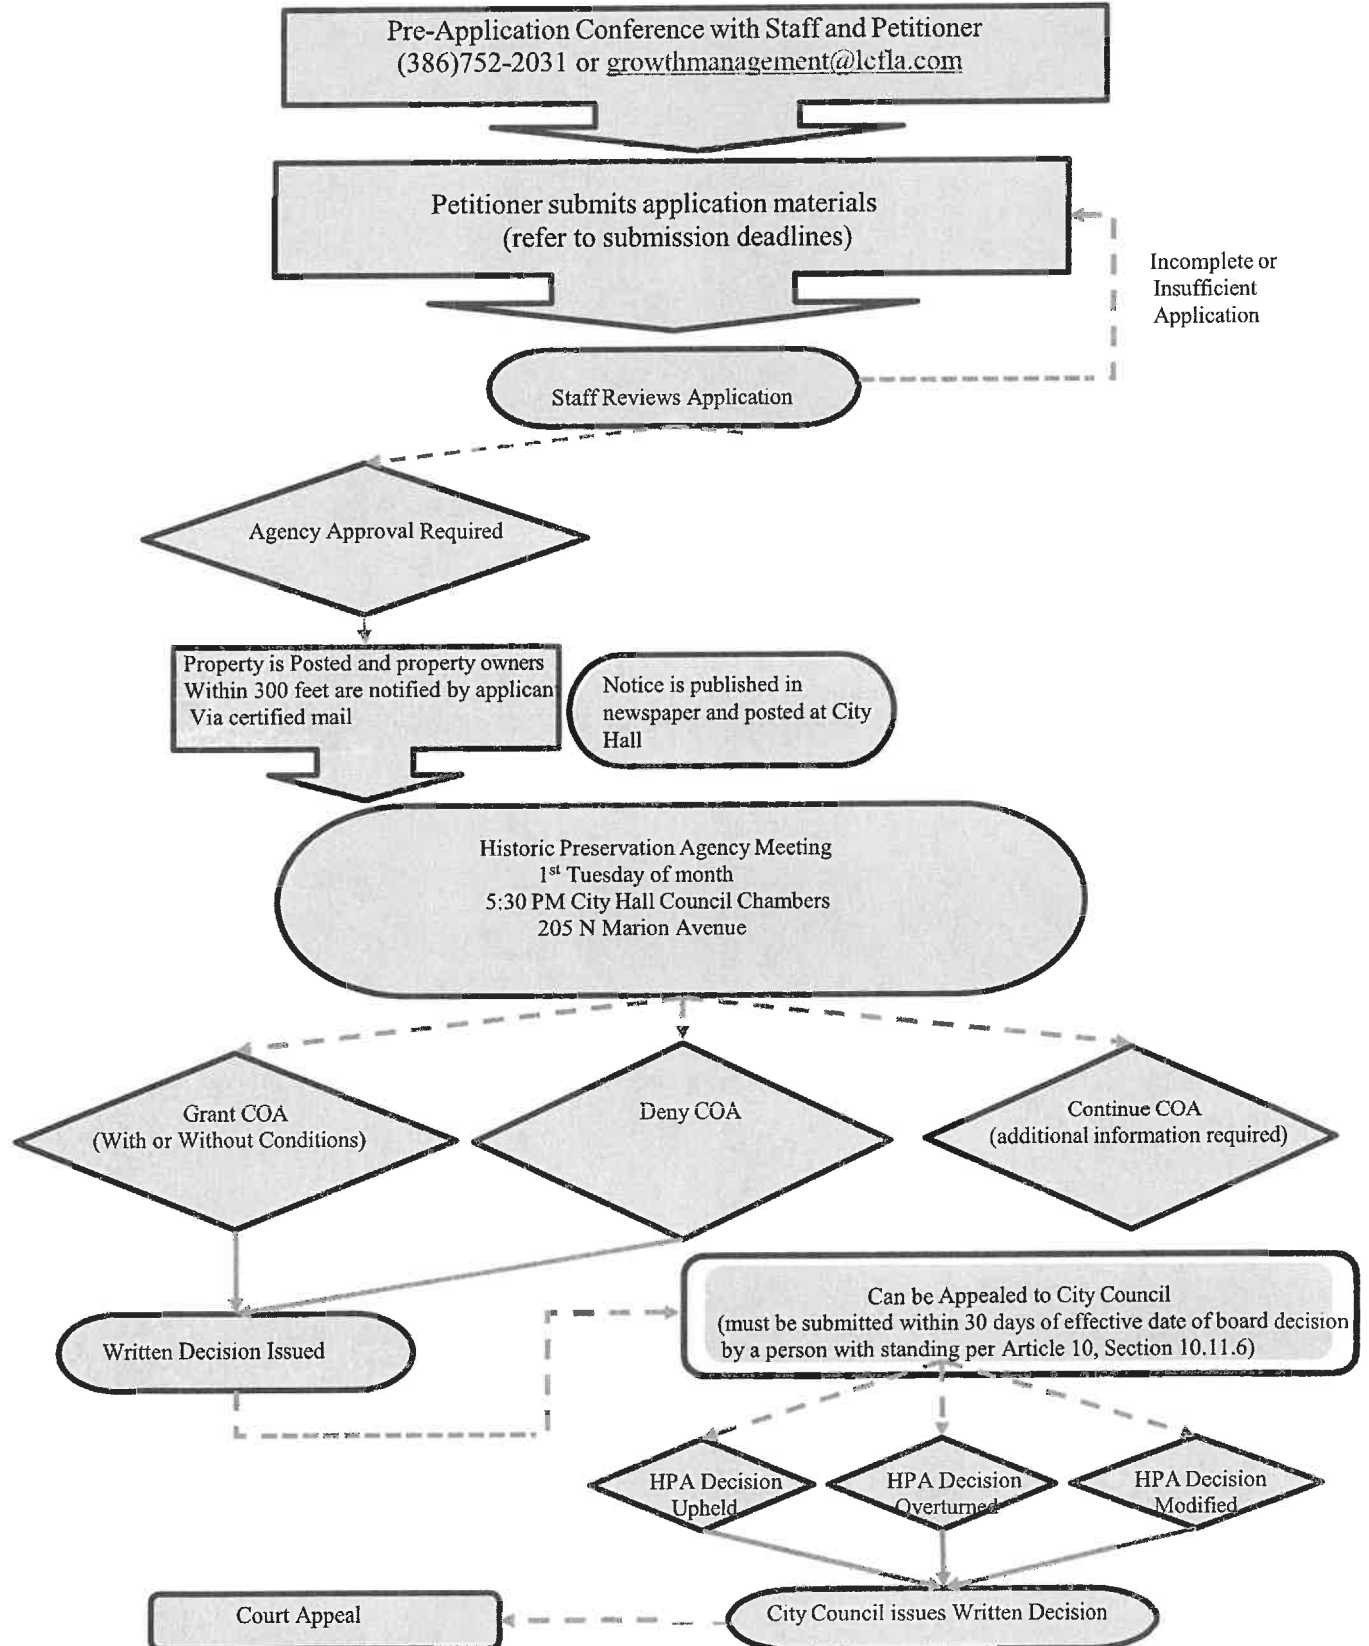 Pre-Application Conference with Staff and Petitioner
(386)752-2031 or growthmanagement@lcfla.com
Petitioner submits application materials
(refer to submission deadlines)
Incomplete or
Insufficient
Application
Staff Reviews Application
Agency Approval Required
Property is Posted and property owners
Within 300 feet are notified by applican
Via certified mail
Notice is published in
newspaper and posted at City
Hall
Historic Preservation Agency Meeting
1st Tuesday of month
5:30 PM City Hall Council Chambers
205 N Marion Avenue
Grant COA
(With or Without Conditions)
Deny COA
Continue COA
(additional information required)
Can be Appealed to City Council
(must be submitted within 30 days of effective date of board decision
by a person with standing per Article 10, Section 10.11.6)
Written Decision Issued
HPA Decision
Upheld
HPA Decision
Overturned
HPA Decision
Modified
City Council issues Written Decision
Court Appeal